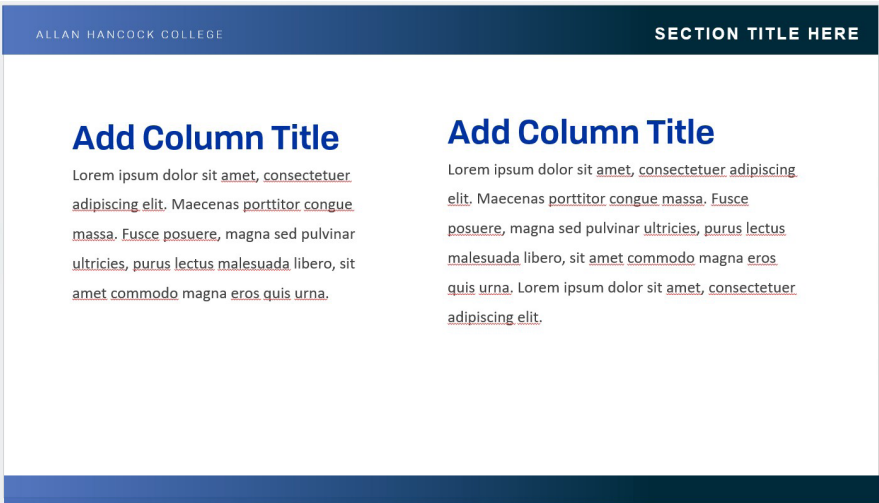 ALLAN HANCOCK COLLEGE
SECTION TITLE HERE
Add Column Title
Lorem ipsum dolor sit amet, consectetuer
adipiscing elit. Maecenas porttitor congue
massa. Fusce posuere, magna sed pulvinar
ultricies, purus lectus malesuada libero, sit
amet commodo magna eros quis urna.
Add Column Title
Lorem ipsum dolor sit amet, consectetuer adipiscing
elit. Maecenas porttitor congue massa. Fusce
posuere, magna sed pulvinar ultricies, purus lectus
malesuada libero, sit amet commodo magna eros
quis urna. Lorem ipsum dolor sit amet, consectetuer
adipiscing elit.